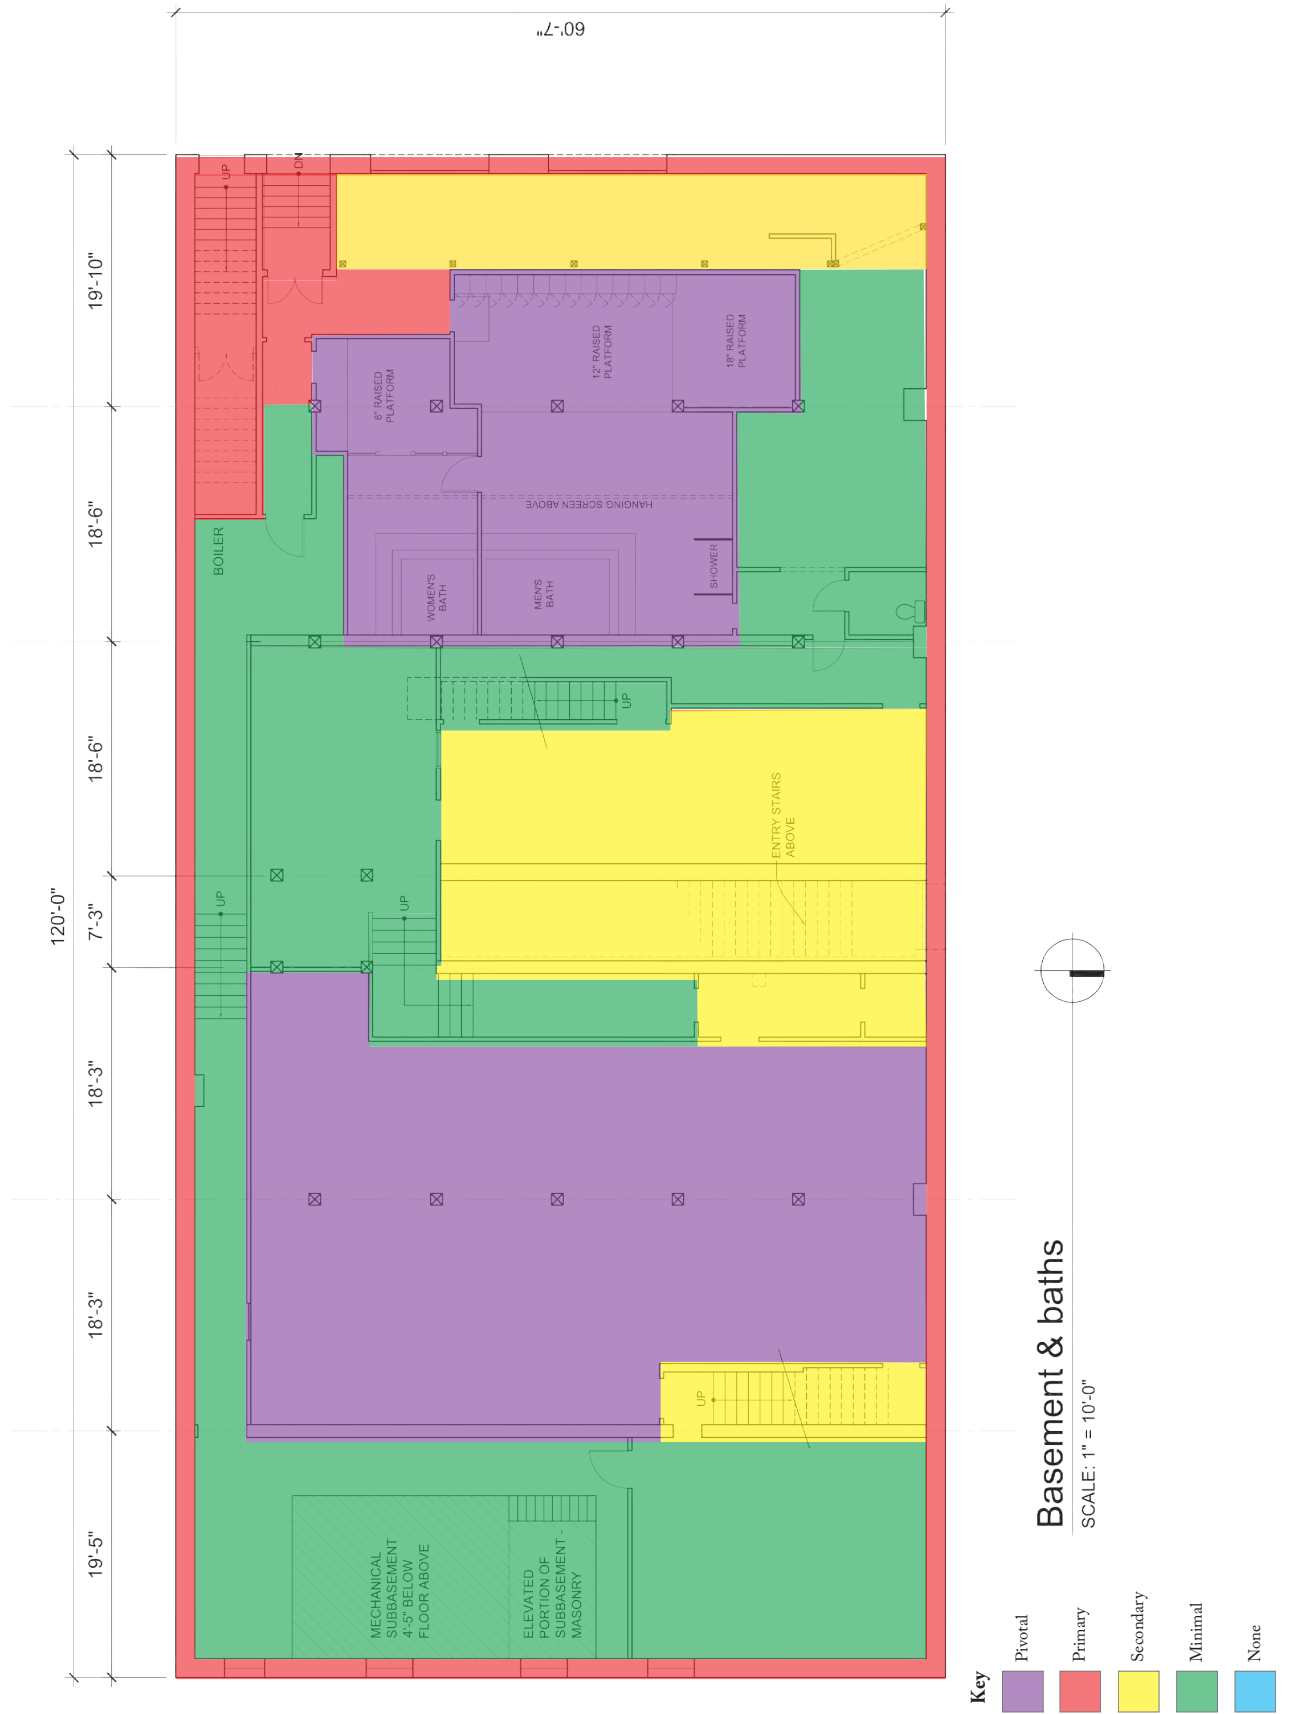 60'-7"
120'-0"
19'-10"
18'-6"
18'-6"
7'-3"
18'-3"
18'-3"
19'-5"
UP
DN
8" RAISED
PLATFORM
12" RAISED
PLATFORM
18" RAISED
PLATFORM
HANGING SCREEN ABOVE
BOILER
WOMEN'S
BATH
MEN'S
BATH
SHOWER
UP
ENTRY STAIRS
ABOVE
UP
UP
UP
MECHANICAL
SUBBASEMENT
4'-5" BELOW
FLOOR ABOVE
ELEVATED
PORTION OF
SUBBASEMENT -
MASONRY
Basement & baths
SCALE: 1" = 10'-0"
Key
Pivotal
Primary
Secondary
Minimal
None